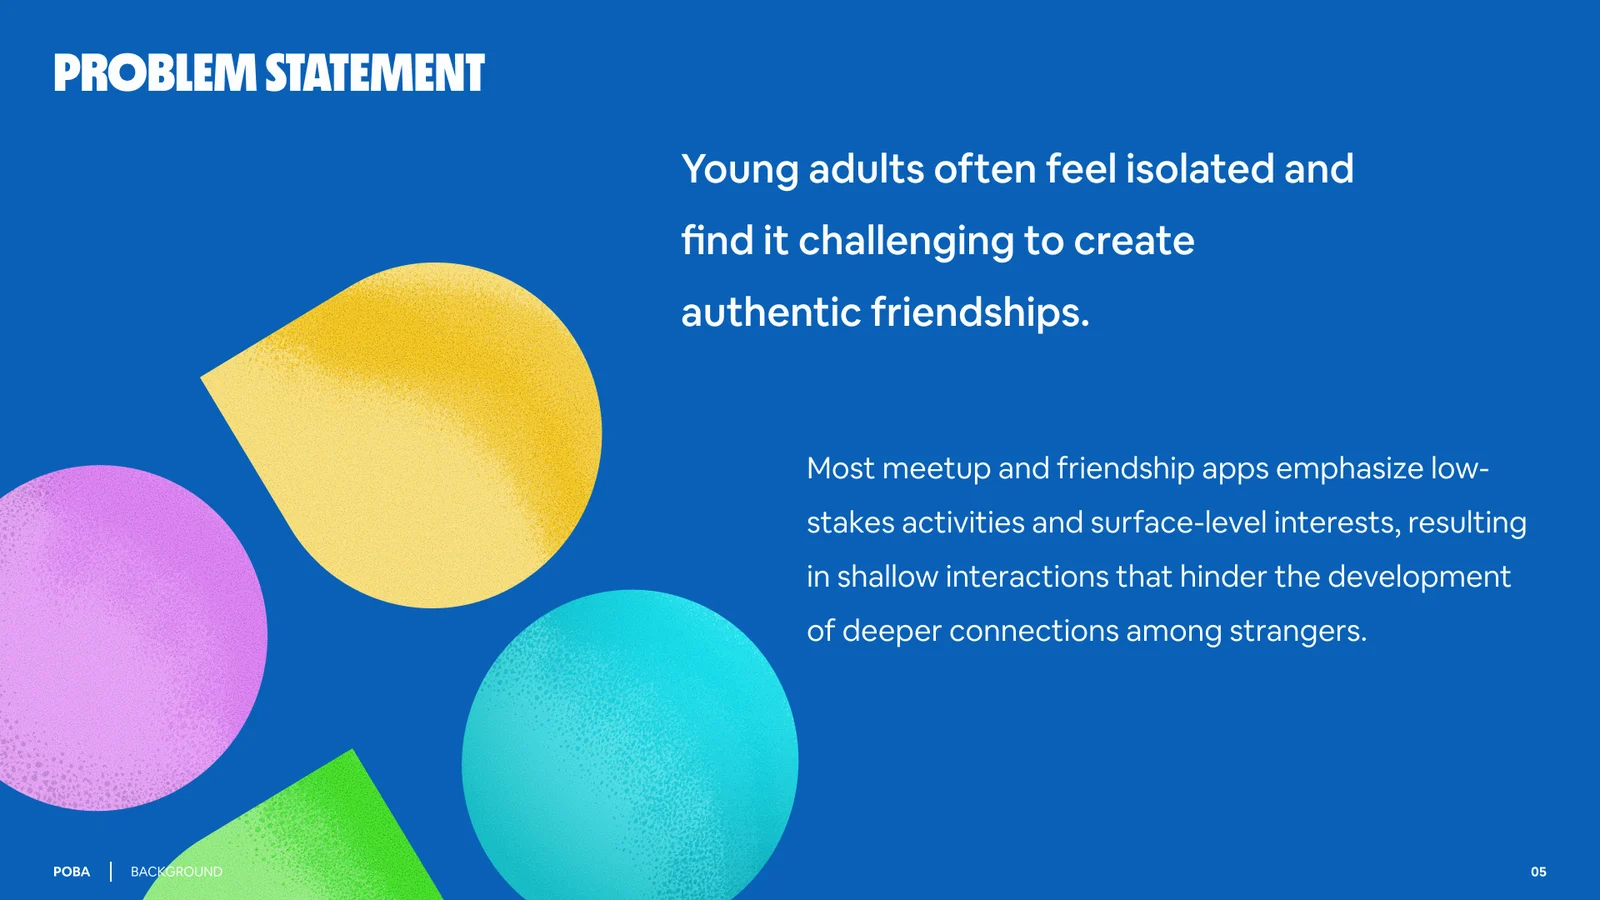 PROBLEM STATEMENT
Young adults often feel isolated and
find it challenging to create
authentic friendships.
Most meetup and friendship apps emphasize low-
stakes activities and surface-level interests, resulting
in shallow interactions that hinder the development
of deeper connections among strangers.
POBA | BACKGROUND
05